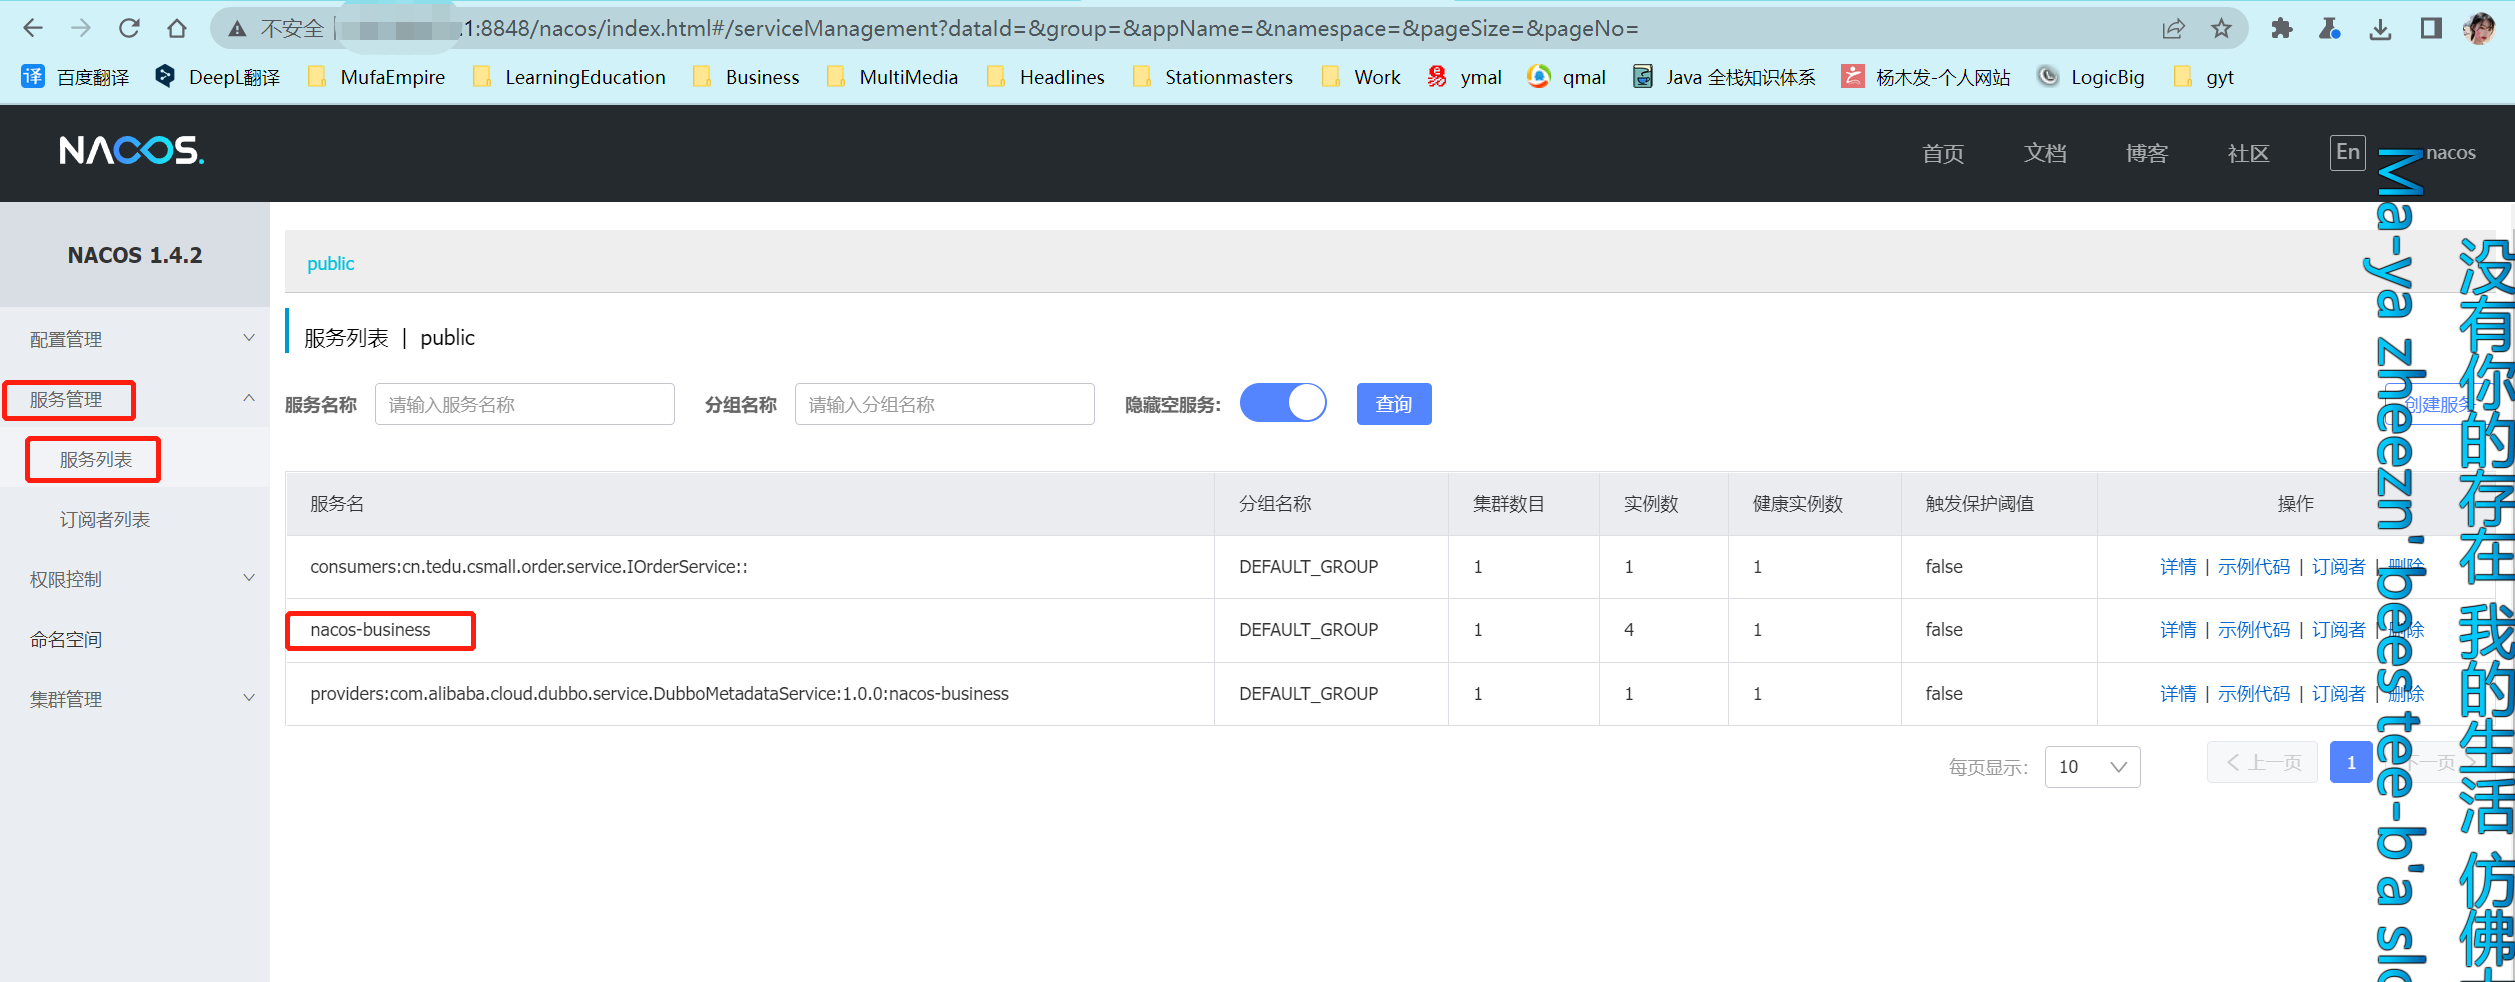 不安全 .1:8848/nacos/index.html#/serviceManagement?dataId=&group=&appName=&namespace=&pageSize=&pageNo=
译 百度翻译 DeepL翻译 MufaEmpire LearningEducation Business MultiMedia Headlines Stationmasters Work ymal qmal Java 全栈知识体系 杨木发-个人网站 LogicBig gyt
NACOS.
首页 文档 博客 社区 En nacos
NACOS 1.4.2
配置管理
服务管理
服务列表
订阅者列表
权限控制
命名空间
集群管理
public
服务列表 | public
服务名称 请输入服务名称 分组名称 请输入分组名称 隐藏空服务: 查询 创建服务
服务名 分组名称 集群数目 实例数 健康实例数 触发保护阈值 操作
consumers:cn.tedu.csmall.order.service.IOrderService:: DEFAULT_GROUP 1 1 1 false 详情 | 示例代码 | 订阅者 | 删除
nacos-business DEFAULT_GROUP 1 4 1 false 详情 | 示例代码 | 订阅者 | 删除
providers:com.alibaba.cloud.dubbo.service.DubboMetadataService:1.0.0:nacos-business DEFAULT_GROUP 1 1 1 false 详情 | 示例代码 | 订阅者 | 删除
每页显示: 10 上一页 1 下一页
没有你的存在 我的生活 仿佛
Ma-ya zheezn' bees tee-b'a slo